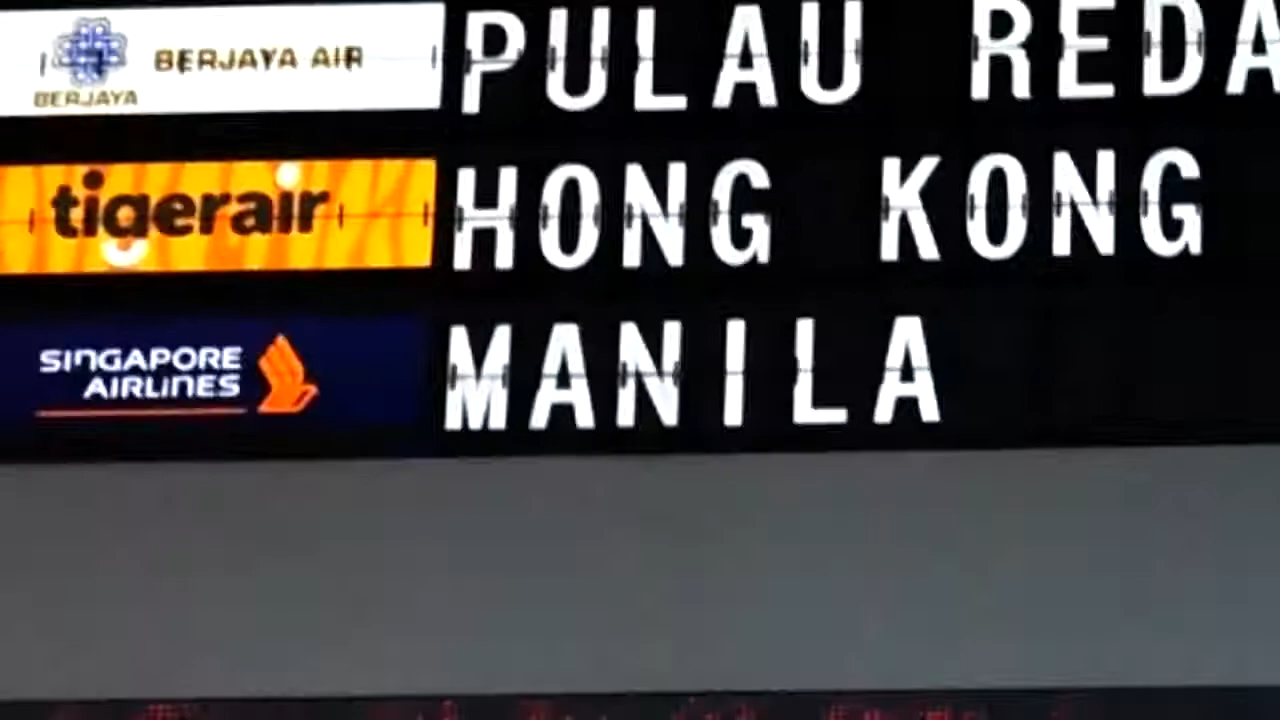 BERJAYA BERJAYA AIR PULAU REDA
tigerair HONG KONG
SINGAPORE AIRLINES MANILA